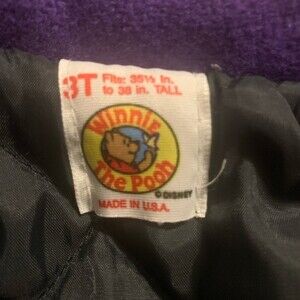 3T Fits: 35½ in.
to 38 in. TALL
Winnie
the Pooh
© DISNEY
MADE IN U.S.A.